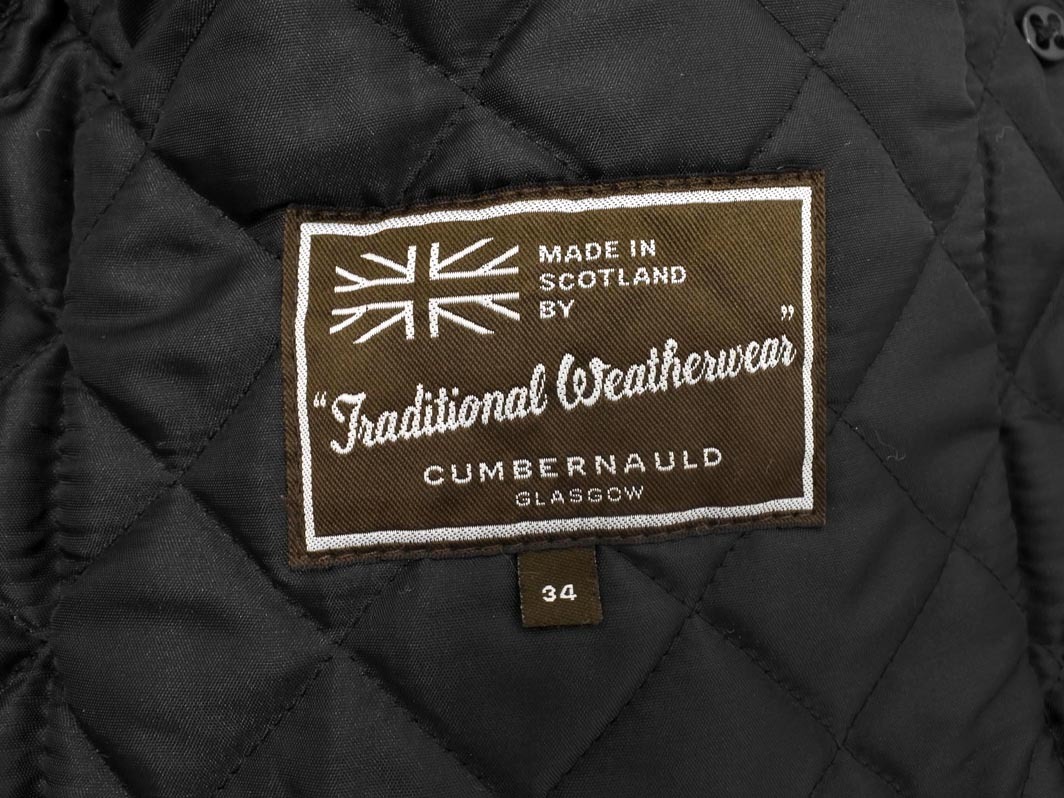 MADE IN
SCOTLAND
BY
“Traditional Weatherwear”
CUMBERNAULD
GLASGOW
34